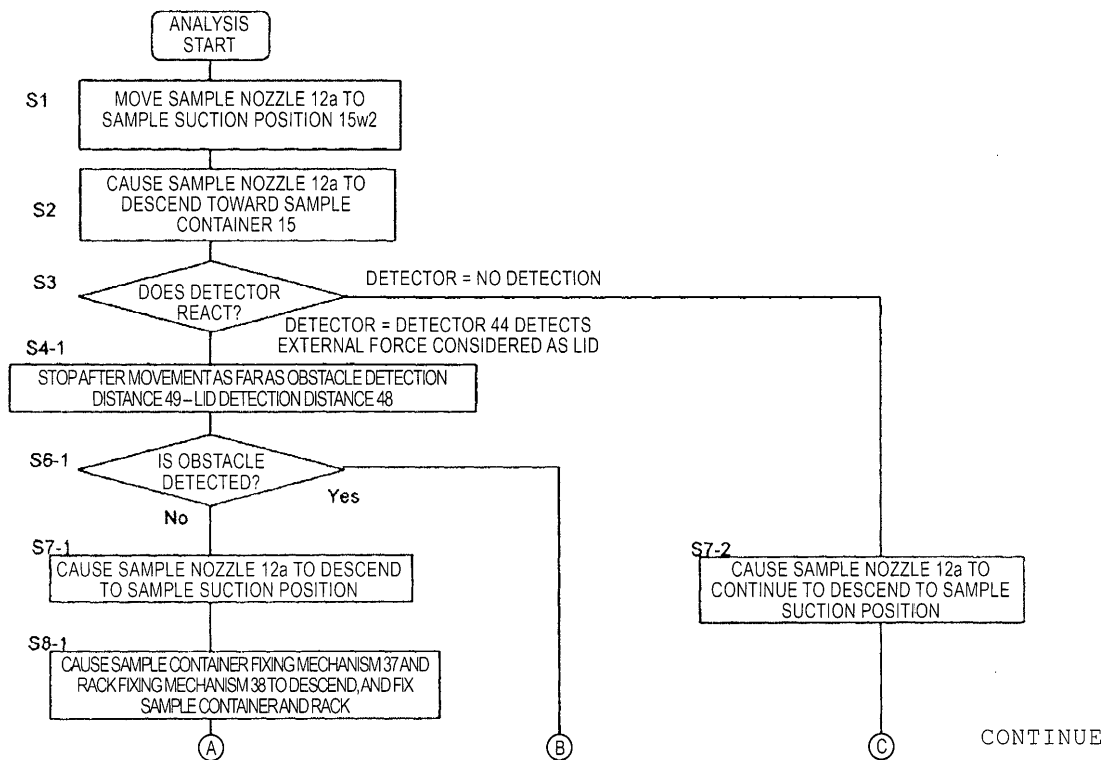 ANALYSIS
START
S1
MOVE SAMPLE NOZZLE 12a TO
SAMPLE SUCTION POSITION 15w2
S2
CAUSE SAMPLE NOZZLE 12a TO
DESCEND TOWARD SAMPLE
CONTAINER 15
S3
DOES DETECTOR
REACT?
DETECTOR = NO DETECTION
DETECTOR = DETECTOR 44 DETECTS
EXTERNAL FORCE CONSIDERED AS LID
S4-1
STOP AFTER MOVEMENT AS FAR AS OBSTACLE DETECTION
DISTANCE 49 – LID DETECTION DISTANCE 48
S6-1
IS OBSTACLE
DETECTED?
Yes
No
S7-1
CAUSE SAMPLE NOZZLE 12a TO DESCEND
TO SAMPLE SUCTION POSITION
S7-2
CAUSE SAMPLE NOZZLE 12a TO
CONTINUE TO DESCEND TO SAMPLE
SUCTION POSITION
S8-1
CAUSE SAMPLE CONTAINER FIXING MECHANISM 37 AND
RACK FIXING MECHANISM 38 TO DESCEND, AND FIX
SAMPLE CONTAINER AND RACK
A
B
C
CONTINUE